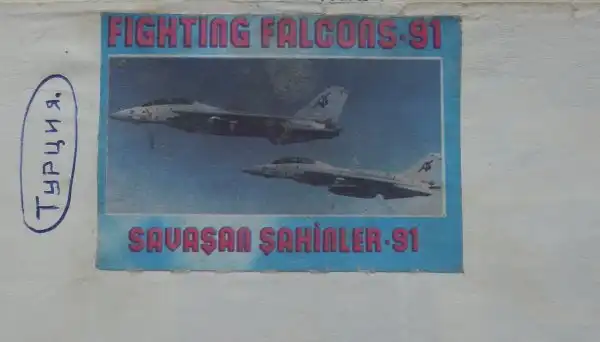 FIGHTING FALCONS-91
SAVAŞAN ŞAHİNLER-91
Турция.